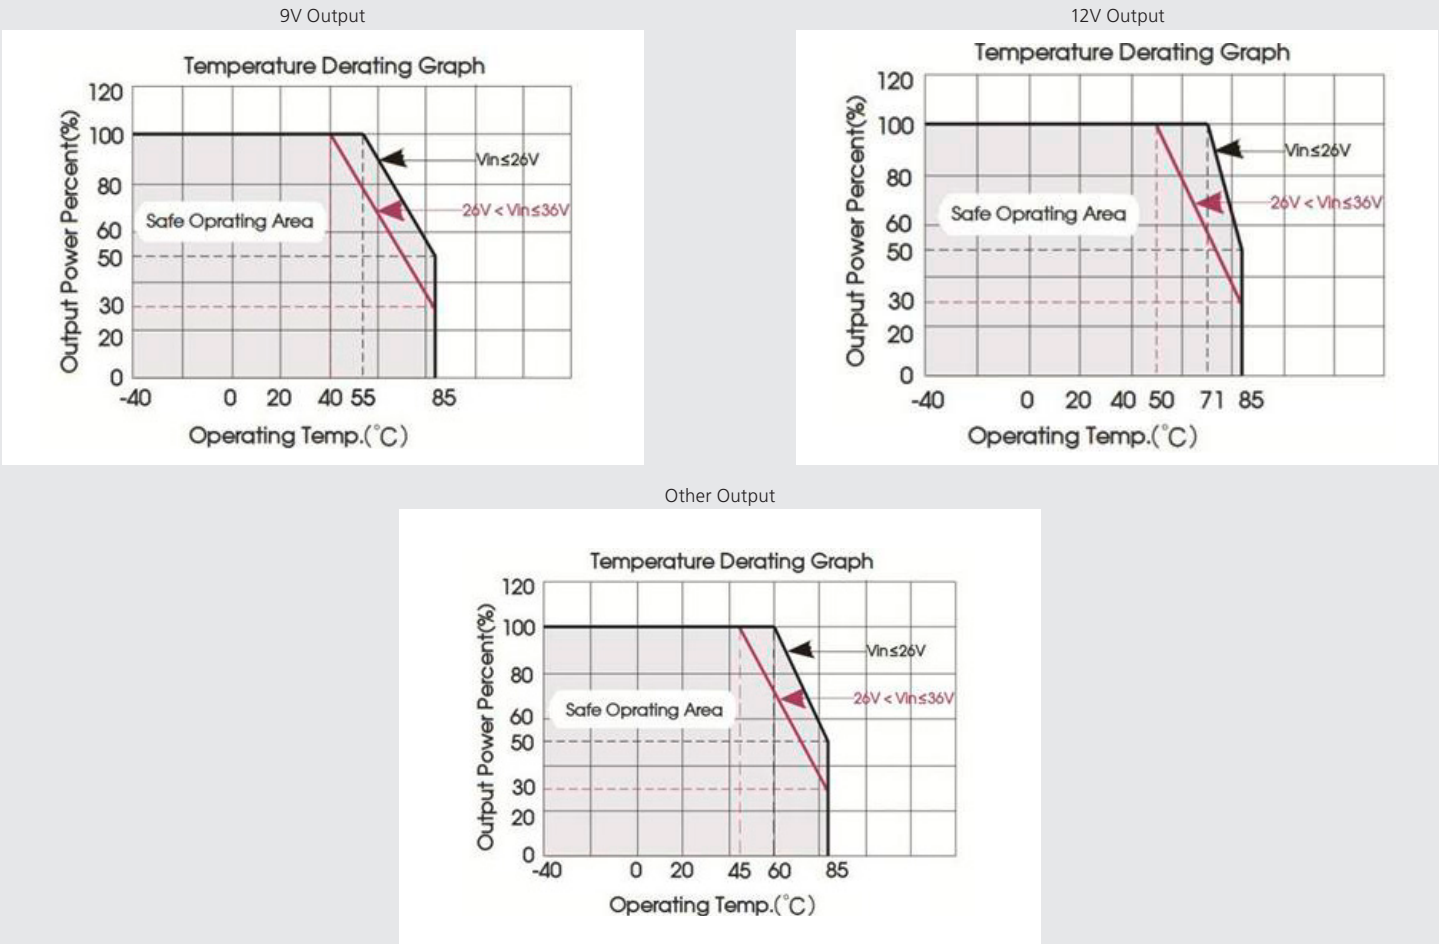 9V Output
Temperature Derating Graph
Output Power Percent(%)
120
100
80
60
50
30
20
0
Vin≤26V
26V < Vin≤36V
Safe Oprating Area
-40 0 20 40 55 85
Operating Temp.(°C)
12V Output
Temperature Derating Graph
Output Power Percent(%)
120
100
80
60
50
30
20
0
Vin≤26V
26V < Vin≤36V
Safe Oprating Area
-40 0 20 40 50 71 85
Operating Temp.(°C)
Other Output
Temperature Derating Graph
Output Power Percent(%)
120
100
80
60
50
30
20
0
Vin≤26V
26V < Vin≤36V
Safe Oprating Area
-40 0 20 45 60 85
Operating Temp.(°C)